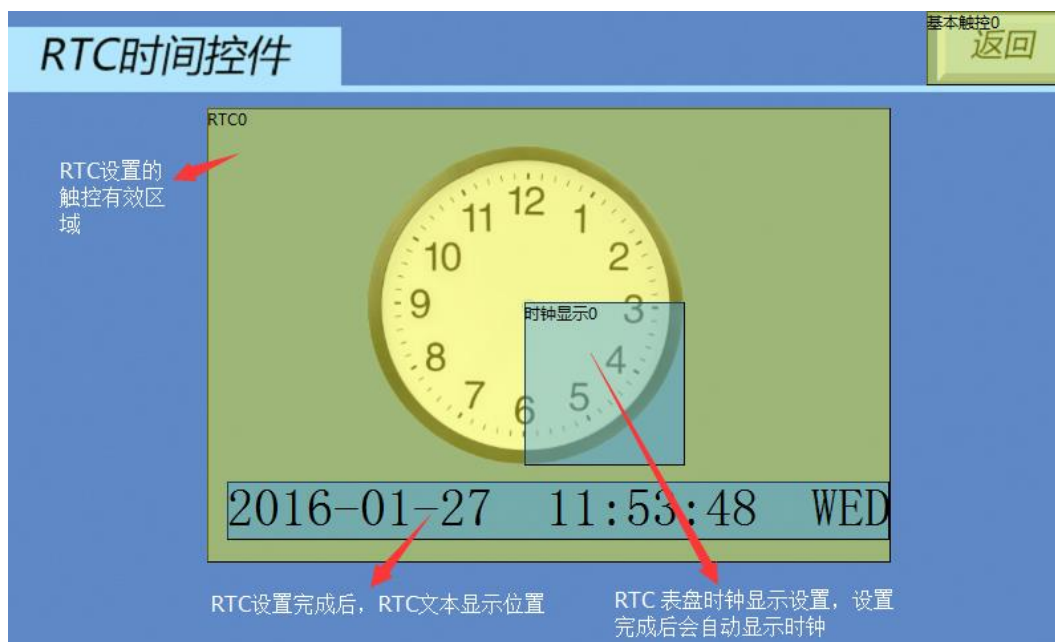 基本触控0
RTC时间控件
返回
RTC0
RTC设置的
触控有效区
域
12
11
1
10
2
9
3
时钟显示0
8
4
7
5
6
2016-01-27 11:53:48 WED
RTC设置完成后，RTC文本显示位置
RTC 表盘时钟显示设置，设置
完成后会自动显示时钟